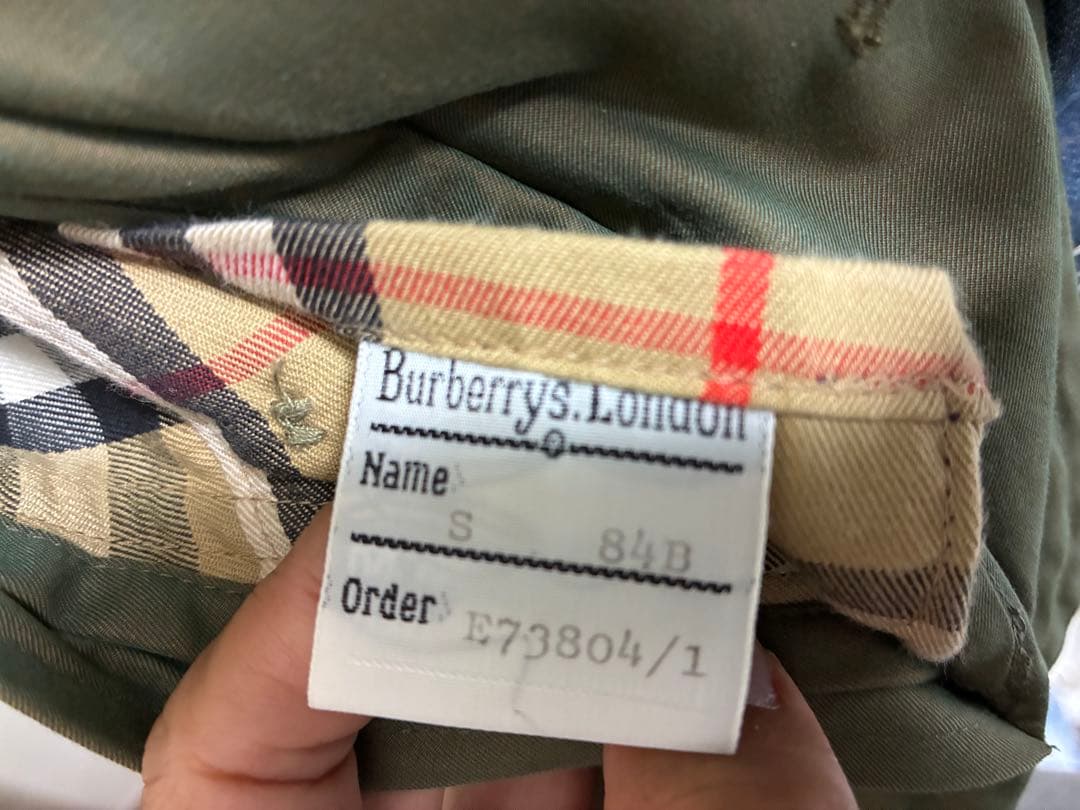 Burberrys.London
Name
S 84B
Order
E73804/1